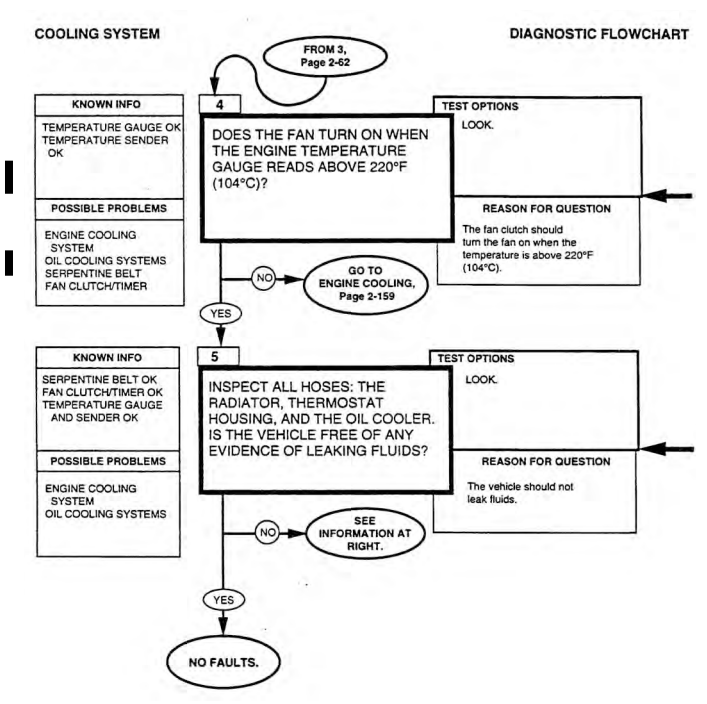 COOLING SYSTEM
DIAGNOSTIC FLOWCHART
FROM 3,
Page 2-62
KNOWN INFO
TEMPERATURE GAUGE OK
TEMPERATURE SENDER
OK
POSSIBLE PROBLEMS
ENGINE COOLING
SYSTEM
OIL COOLING SYSTEMS
SERPENTINE BELT
FAN CLUTCH/TIMER
4
DOES THE FAN TURN ON WHEN
THE ENGINE TEMPERATURE
GAUGE READS ABOVE 220°F
(104°C)?
TEST OPTIONS
LOOK.
REASON FOR QUESTION
The fan clutch should
turn the fan on when the
temperature is above 220°F
(104°C).
NO
GO TO
ENGINE COOLING,
Page 2-159
YES
KNOWN INFO
SERPENTINE BELT OK
FAN CLUTCH/TIMER OK
TEMPERATURE GAUGE
AND SENDER OK
POSSIBLE PROBLEMS
ENGINE COOLING
SYSTEM
OIL COOLING SYSTEMS
5
INSPECT ALL HOSES: THE
RADIATOR, THERMOSTAT
HOUSING, AND THE OIL COOLER.
IS THE VEHICLE FREE OF ANY
EVIDENCE OF LEAKING FLUIDS?
TEST OPTIONS
LOOK.
REASON FOR QUESTION
The vehicle should not
leak fluids.
NO
SEE
INFORMATION AT
RIGHT.
YES
NO FAULTS.